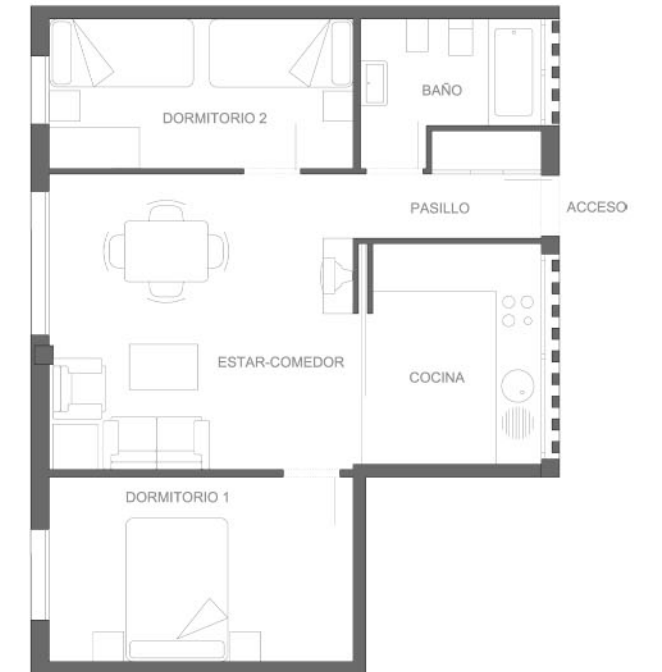 BAÑO
DORMITORIO 2
PASILLO
ACCESO
ESTAR-COMEDOR
COCINA
DORMITORIO 1